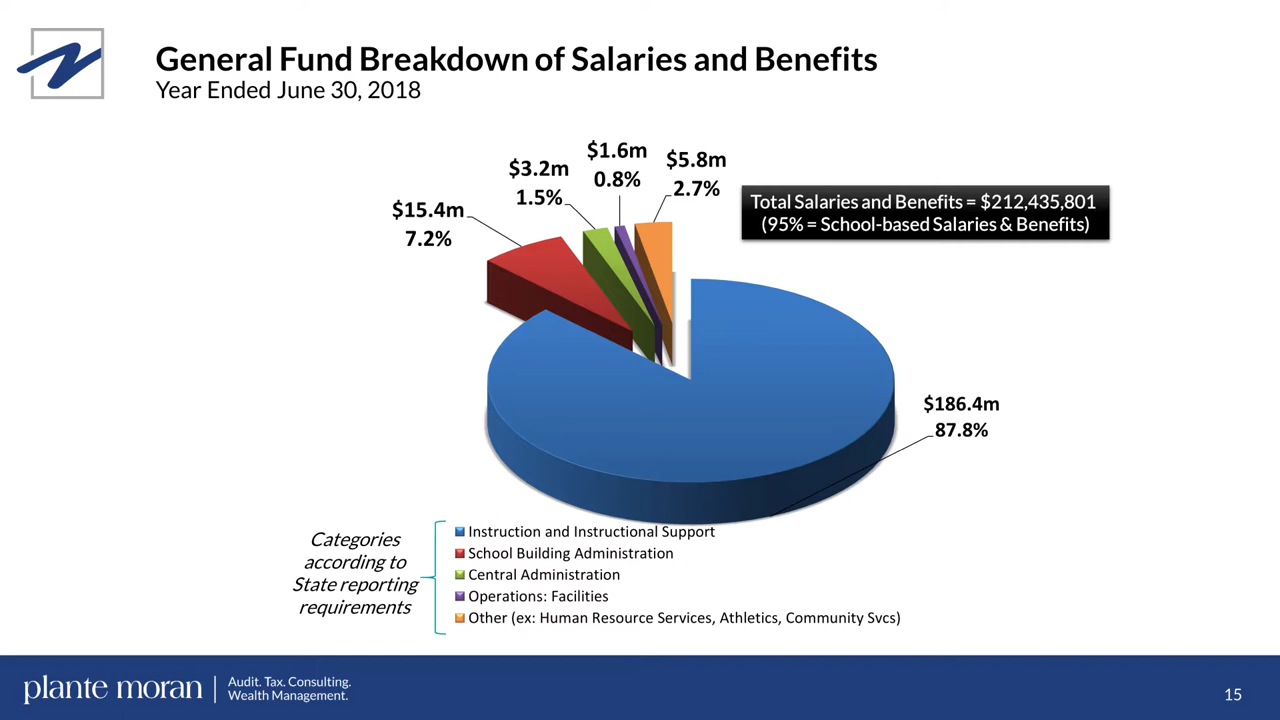 General Fund Breakdown of Salaries and Benefits
Year Ended June 30, 2018
$15.4m
7.2%
$3.2m
1.5%
$1.6m
0.8%
$5.8m
2.7%
Total Salaries and Benefits = $212,435,801
(95% = School-based Salaries & Benefits)
$186.4m
87.8%
Categories
according to
State reporting
requirements
Instruction and Instructional Support
School Building Administration
Central Administration
Operations: Facilities
Other (ex: Human Resource Services, Athletics, Community Svcs)
plante moran
Audit. Tax. Consulting.
Wealth Management.
15